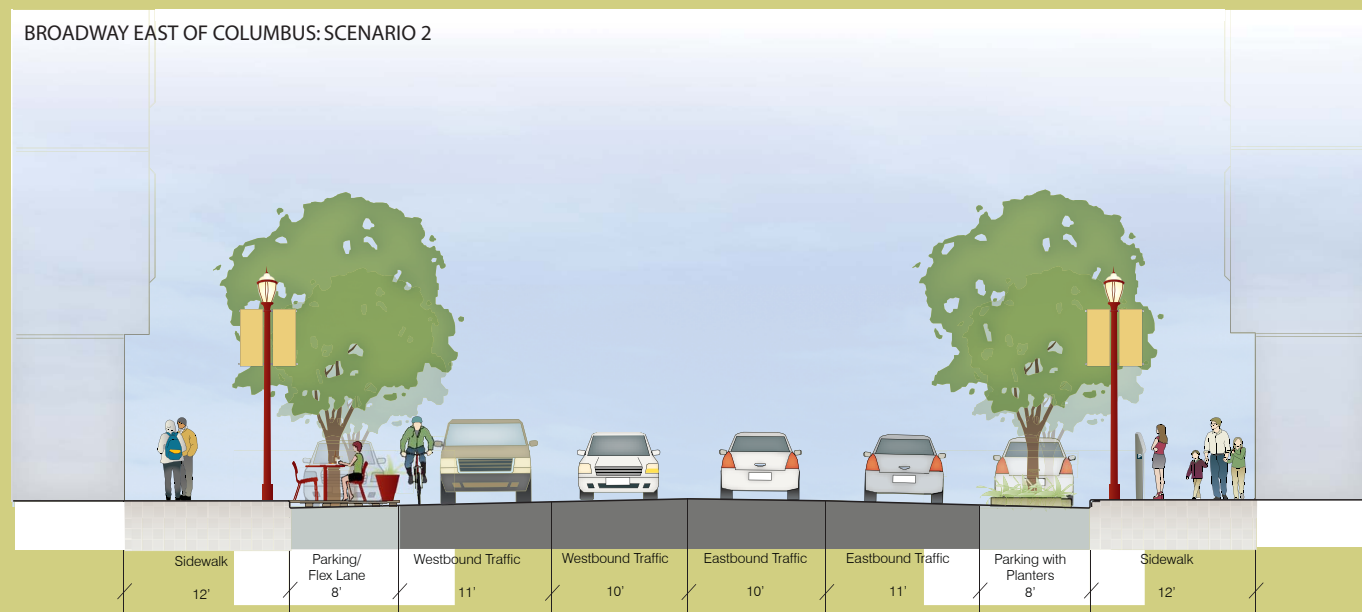 BROADWAY EAST OF COLUMBUS: SCENARIO 2
Sidewalk
12'
Parking/
Flex Lane
8'
Westbound Traffic
11'
Westbound Traffic
10'
Eastbound Traffic
10'
Eastbound Traffic
11'
Parking with
Planters
8'
Sidewalk
12'